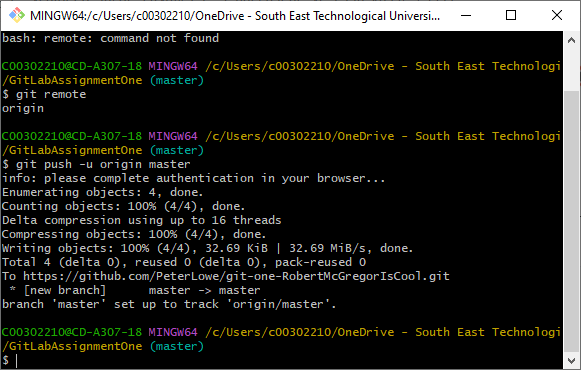 MINGW64:/c/Users/c00302210/OneDrive - South East Technological Universi...
bash: remote: command not found
C00302210@CD-A307-18 MINGW64 /c/Users/c00302210/OneDrive - South East Technologi
/GitLabAssignmentOne (master)
$ git remote
origin
C00302210@CD-A307-18 MINGW64 /c/Users/c00302210/OneDrive - South East Technologi
/GitLabAssignmentOne (master)
$ git push -u origin master
info: please complete authentication in your browser...
Enumerating objects: 4, done.
Counting objects: 100% (4/4), done.
Delta compression using up to 16 threads
Compressing objects: 100% (4/4), done.
Writing objects: 100% (4/4), 32.69 KiB | 32.69 MiB/s, done.
Total 4 (delta 0), reused 0 (delta 0), pack-reused 0
To https://github.com/PeterLowe/git-one-RobertMcGregorIsCool.git
 * [new branch]      master -> master
branch 'master' set up to track 'origin/master'.
C00302210@CD-A307-18 MINGW64 /c/Users/c00302210/OneDrive - South East Technologi
/GitLabAssignmentOne (master)
$